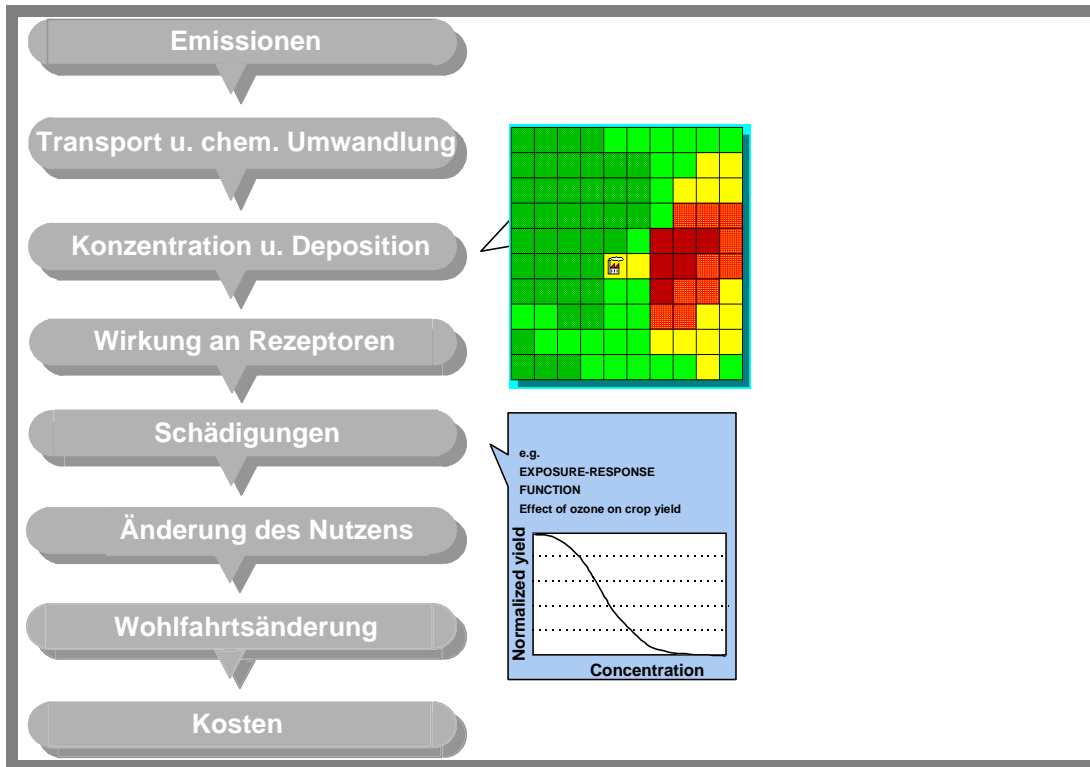 Emissionen
Transport u. chem. Umwandlung
Konzentration u. Deposition
Wirkung an Rezeptoren
Schädigungen
Änderung des Nutzens
Wohlfahrtsänderung
Kosten
e.g.
EXPOSURE-RESPONSE
FUNCTION
Effect of ozone on crop yield
Normalized yield
Concentration